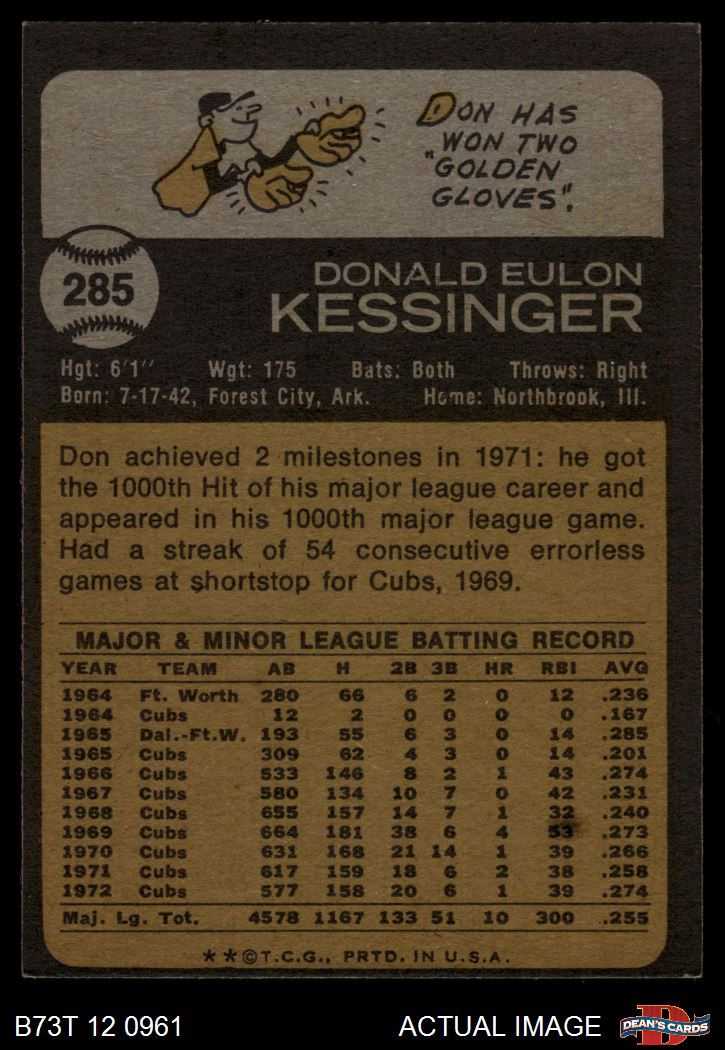 DON HAS
WON TWO
"GOLDEN
GLOVES".
285
DONALD EULON
KESSINGER
Hgt: 6'1" Wgt: 175 Bats: Both Throws: Right
Born: 7-17-42, Forest City, Ark. Home: Northbrook, Ill.
Don achieved 2 milestones in 1971: he got
the 1000th Hit of his major league career and
appeared in his 1000th major league game.
Had a streak of 54 consecutive errorless
games at shortstop for Cubs, 1969.
MAJOR & MINOR LEAGUE BATTING RECORD
YEAR TEAM AB H 2B 3B HR RBI AVG
1964 Ft. Worth 280 66 6 2 0 12 .236
1964 Cubs 12 2 0 0 0 0 .167
1965 Dal.-Ft.W. 193 55 6 3 0 14 .285
1965 Cubs 309 62 4 3 0 14 .201
1966 Cubs 533 146 8 2 1 43 .274
1967 Cubs 580 134 10 7 0 42 .231
1968 Cubs 655 157 14 7 1 32 .240
1969 Cubs 664 181 38 6 4 53 .273
1970 Cubs 631 168 21 14 1 39 .266
1971 Cubs 617 159 18 6 2 38 .258
1972 Cubs 577 158 20 6 1 39 .274
Maj. Lg. Tot. 4578 1167 133 51 10 300 .255
**©T.C.G., PRTD. IN U.S.A.
B73T 12 0961 ACTUAL IMAGE D DEAN'S CARDS